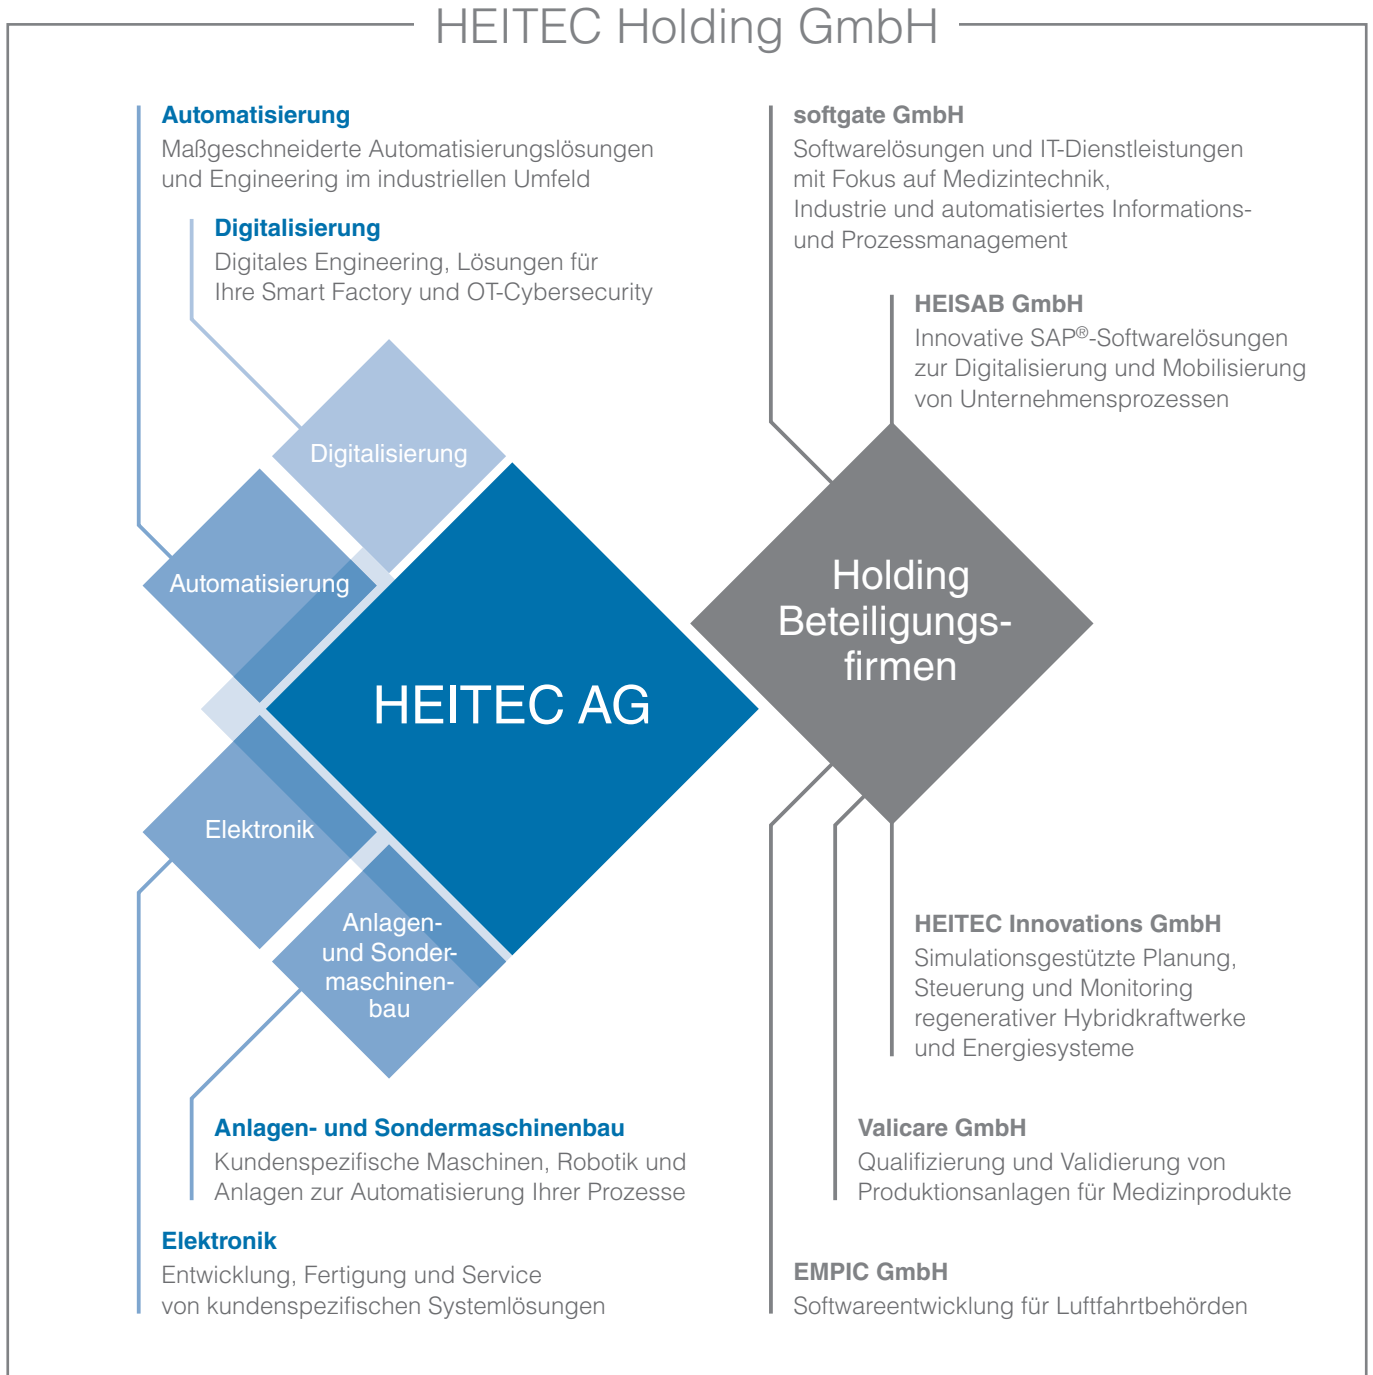 HEITEC Holding GmbH
Automatisierung
Maßgeschneiderte Automatisierungslösungen
und Engineering im industriellen Umfeld
Digitalisierung
Digitales Engineering, Lösungen für
Ihre Smart Factory und OT-Cybersecurity
softgate GmbH
Softwarelösungen und IT-Dienstleistungen
mit Fokus auf Medizintechnik,
Industrie und automatisiertes Informations-
und Prozessmanagement
HEISAB GmbH
Innovative SAP®-Softwarelösungen
zur Digitalisierung und Mobilisierung
von Unternehmensprozessen
Digitalisierung
Automatisierung
HEITEC AG
Elektronik
Anlagen-
und Sonder-
maschinen-
bau
Holding
Beteiligungs-
firmen
Anlagen- und Sondermaschinenbau
Kundenspezifische Maschinen, Robotik und
Anlagen zur Automatisierung Ihrer Prozesse
Elektronik
Entwicklung, Fertigung und Service
von kundenspezifischen Systemlösungen
HEITEC Innovations GmbH
Simulationsgestützte Planung,
Steuerung und Monitoring
regenerativer Hybridkraftwerke
und Energiesysteme
Valicare GmbH
Qualifizierung und Validierung von
Produktionsanlagen für Medizinprodukte
EMPIC GmbH
Softwareentwicklung für Luftfahrtbehörden